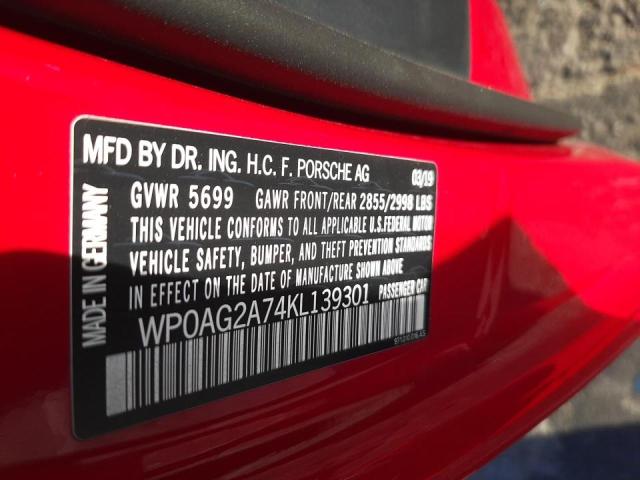 MFD BY DR. ING. H.C. F. PORSCHE AG 03/19
GVWR 5699 GAWR FRONT/REAR 2855/2998 LBS
THIS VEHICLE CONFORMS TO ALL APPLICABLE U.S.FEDERAL MOTOR
VEHICLE SAFETY, BUMPER, AND THEFT PREVENTION STANDARDS
IN EFFECT ON THE DATE OF MANUFACTURE SHOWN ABOVE
WP0AG2A74KL139301 PASSENGER CAR
MADE IN GERMANY